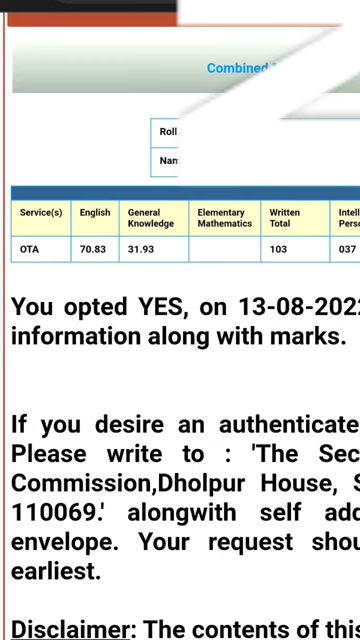 Combined
Roll
Nam
Service(s) English General Knowledge Elementary Mathematics Written Total Intell Perso
OTA 70.83 31.93 103 037
You opted YES, on 13-08-2022
information along with marks.
If you desire an authenticate
Please write to : 'The Sec
Commission,Dholpur House, S
110069.' alongwith self add
envelope. Your request shou
earliest.
Disclaimer: The contents of this